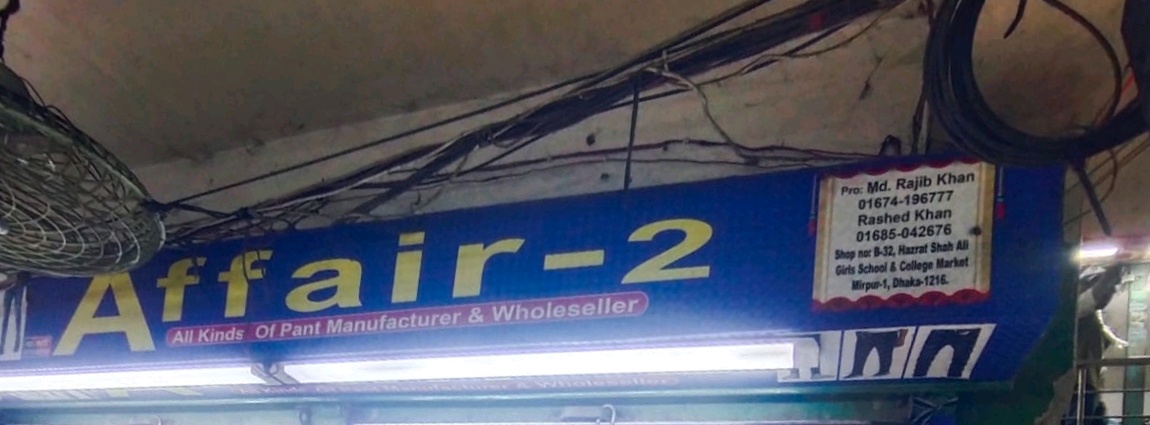 Affair-2
All Kinds Of Pant Manufacturer & Wholeseller
Pro: Md. Rajib Khan
01674-196777
Rashed Khan
01685-042676
Shop no: B-32, Hazrat Shah Ali
Girls School & College Market
Mirpur-1, Dhaka-1216.